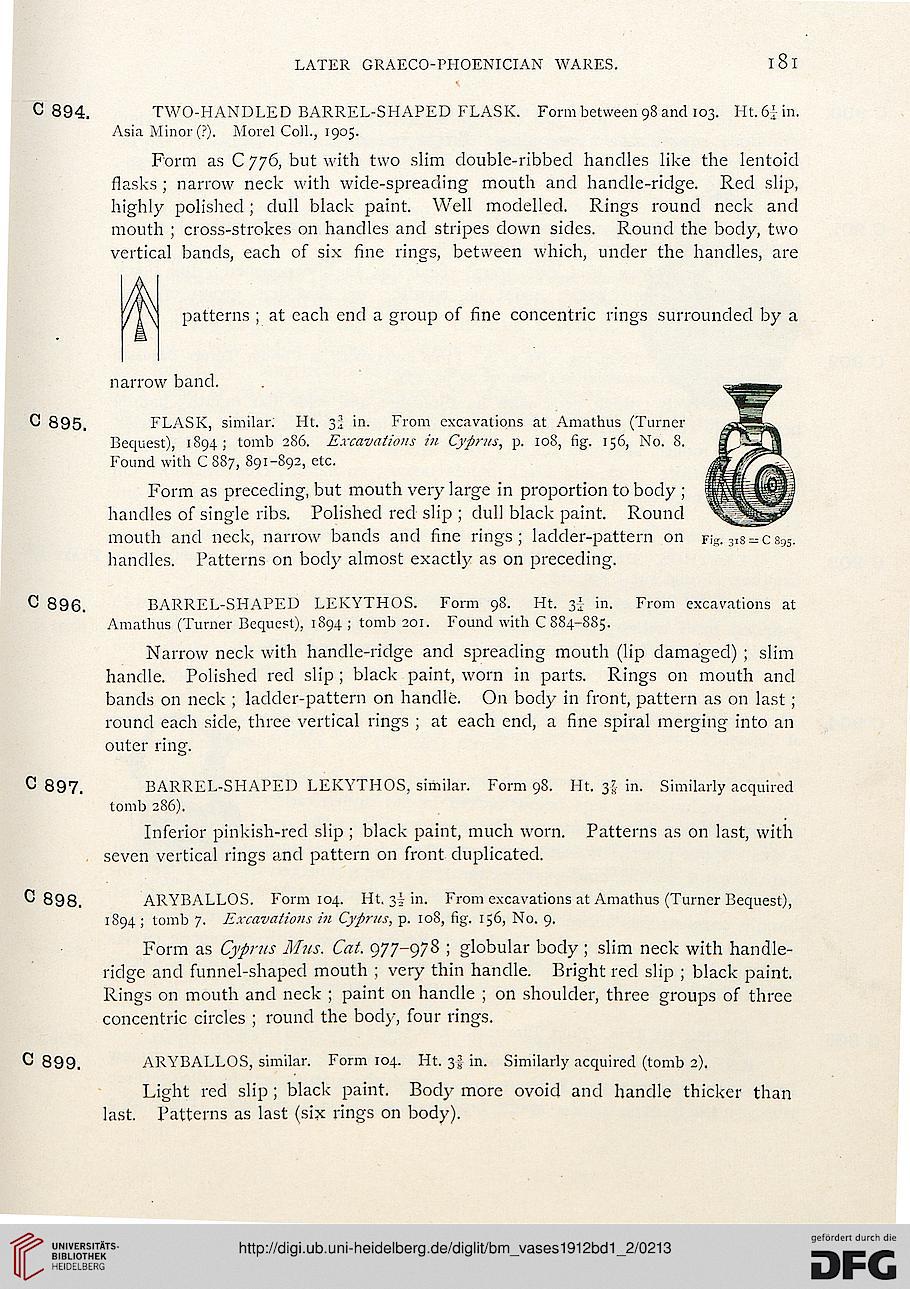 LATER GRAECO-PHOENICIAN WARES. 181
C 894. TWO-HANDLED BARREL-SHAPED FLASK. Form between 98 and 103. Ht. 6¼ in.
Asia Minor (?). Morel Coll., 1905.
Form as C 776, but with two slim double-ribbed handles like the lentoid
flasks ; narrow neck with wide-spreading mouth and handle-ridge. Red slip,
highly polished ; dull black paint. Well modelled. Rings round neck and
mouth ; cross-strokes on handles and stripes down sides. Round the body, two
vertical bands, each of six fine rings, between which, under the handles, are
patterns ; at each end a group of fine concentric rings surrounded by a
narrow band.
C 895. FLASK, similar. Ht. 3¾ in. From excavations at Amathus (Turner
Bequest), 1894 ; tomb 286. Excavations in Cyprus, p. 108, fig. 156, No. 8.
Found with C 887, 891-892, etc.
Form as preceding, but mouth very large in proportion to body ;
handles of single ribs. Polished red slip ; dull black paint. Round
mouth and neck, narrow bands and fine rings ; ladder-pattern on
handles. Patterns on body almost exactly as on preceding.
Fig. 318 = C 895.
C 896. BARREL-SHAPED LEKYTHOS. Form 98. Ht. 3½ in. From excavations at
Amathus (Turner Bequest), 1894 ; tomb 201. Found with C 884-885.
Narrow neck with handle-ridge and spreading mouth (lip damaged) ; slim
handle. Polished red slip ; black paint, worn in parts. Rings on mouth and
bands on neck ; ladder-pattern on handle. On body in front, pattern as on last ;
round each side, three vertical rings ; at each end, a fine spiral merging into an
outer ring.
C 897. BARREL-SHAPED LEKYTHOS, similar. Form 98. Ht. 3⅞ in. Similarly acquired
tomb 286).
Inferior pinkish-red slip ; black paint, much worn. Patterns as on last, with
seven vertical rings and pattern on front duplicated.
C 898. ARYBALLOS. Form 104. Ht. 3½ in. From excavations at Amathus (Turner Bequest),
1894 ; tomb 7. Excavations in Cyprus, p. 108, fig. 156, No. 9.
Form as Cyprus Mus. Cat. 977-978 ; globular body ; slim neck with handle-
ridge and funnel-shaped mouth ; very thin handle. Bright red slip ; black paint.
Rings on mouth and neck ; paint on handle ; on shoulder, three groups of three
concentric circles ; round the body, four rings.
C 899. ARYBALLOS, similar. Form 104. Ht. 3⅜ in. Similarly acquired (tomb 2).
Light red slip ; black paint. Body more ovoid and handle thicker than
last. Patterns as last (six rings on body).
UNIVERSITÄTS-
BIBLIOTHEK
HEIDELBERG
http://digi.ub.uni-heidelberg.de/diglit/bm_vases1912bd1_2/0213
gefördert durch die
DFG